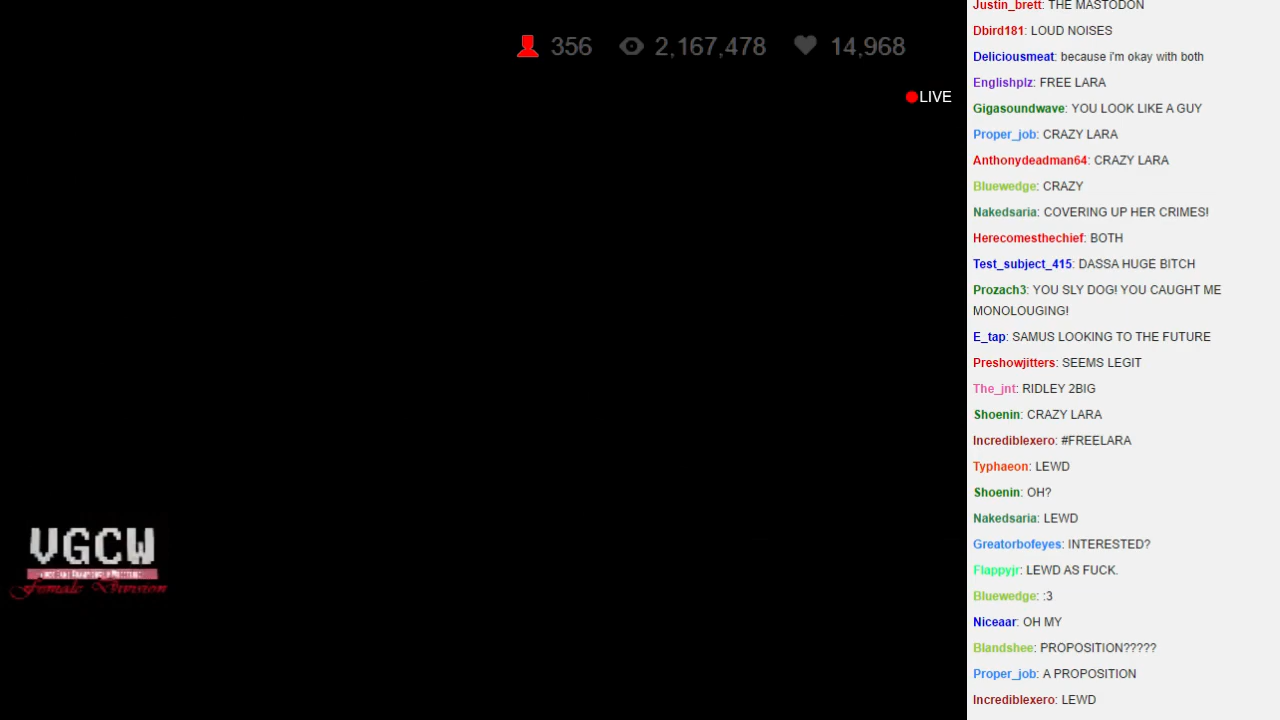 356 2,167,478 14,968
LIVE
VGCW
Female Division
Justin_brett: THE MASTODON
Dbird181: LOUD NOISES
Deliciousmeat: because i'm okay with both
Englishplz: FREE LARA
Gigasoundwave: YOU LOOK LIKE A GUY
Proper_job: CRAZY LARA
Anthonydeadman64: CRAZY LARA
Bluewedge: CRAZY
Nakedsaria: COVERING UP HER CRIMES!
Herecomesthechief: BOTH
Test_subject_415: DASSA HUGE BITCH
Prozach3: YOU SLY DOG! YOU CAUGHT ME
MONOLOUGING!
E_tap: SAMUS LOOKING TO THE FUTURE
Preshowjitters: SEEMS LEGIT
The_jnt: RIDLEY 2BIG
Shoenin: CRAZY LARA
Incrediblexero: #FREELARA
Typhaeon: LEWD
Shoenin: OH?
Nakedsaria: LEWD
Greatorbofeyes: INTERESTED?
Flappyjr: LEWD AS FUCK.
Bluewedge: :3
Niceaar: OH MY
Blandshee: PROPOSITION?????
Proper_job: A PROPOSITION
Incrediblexero: LEWD